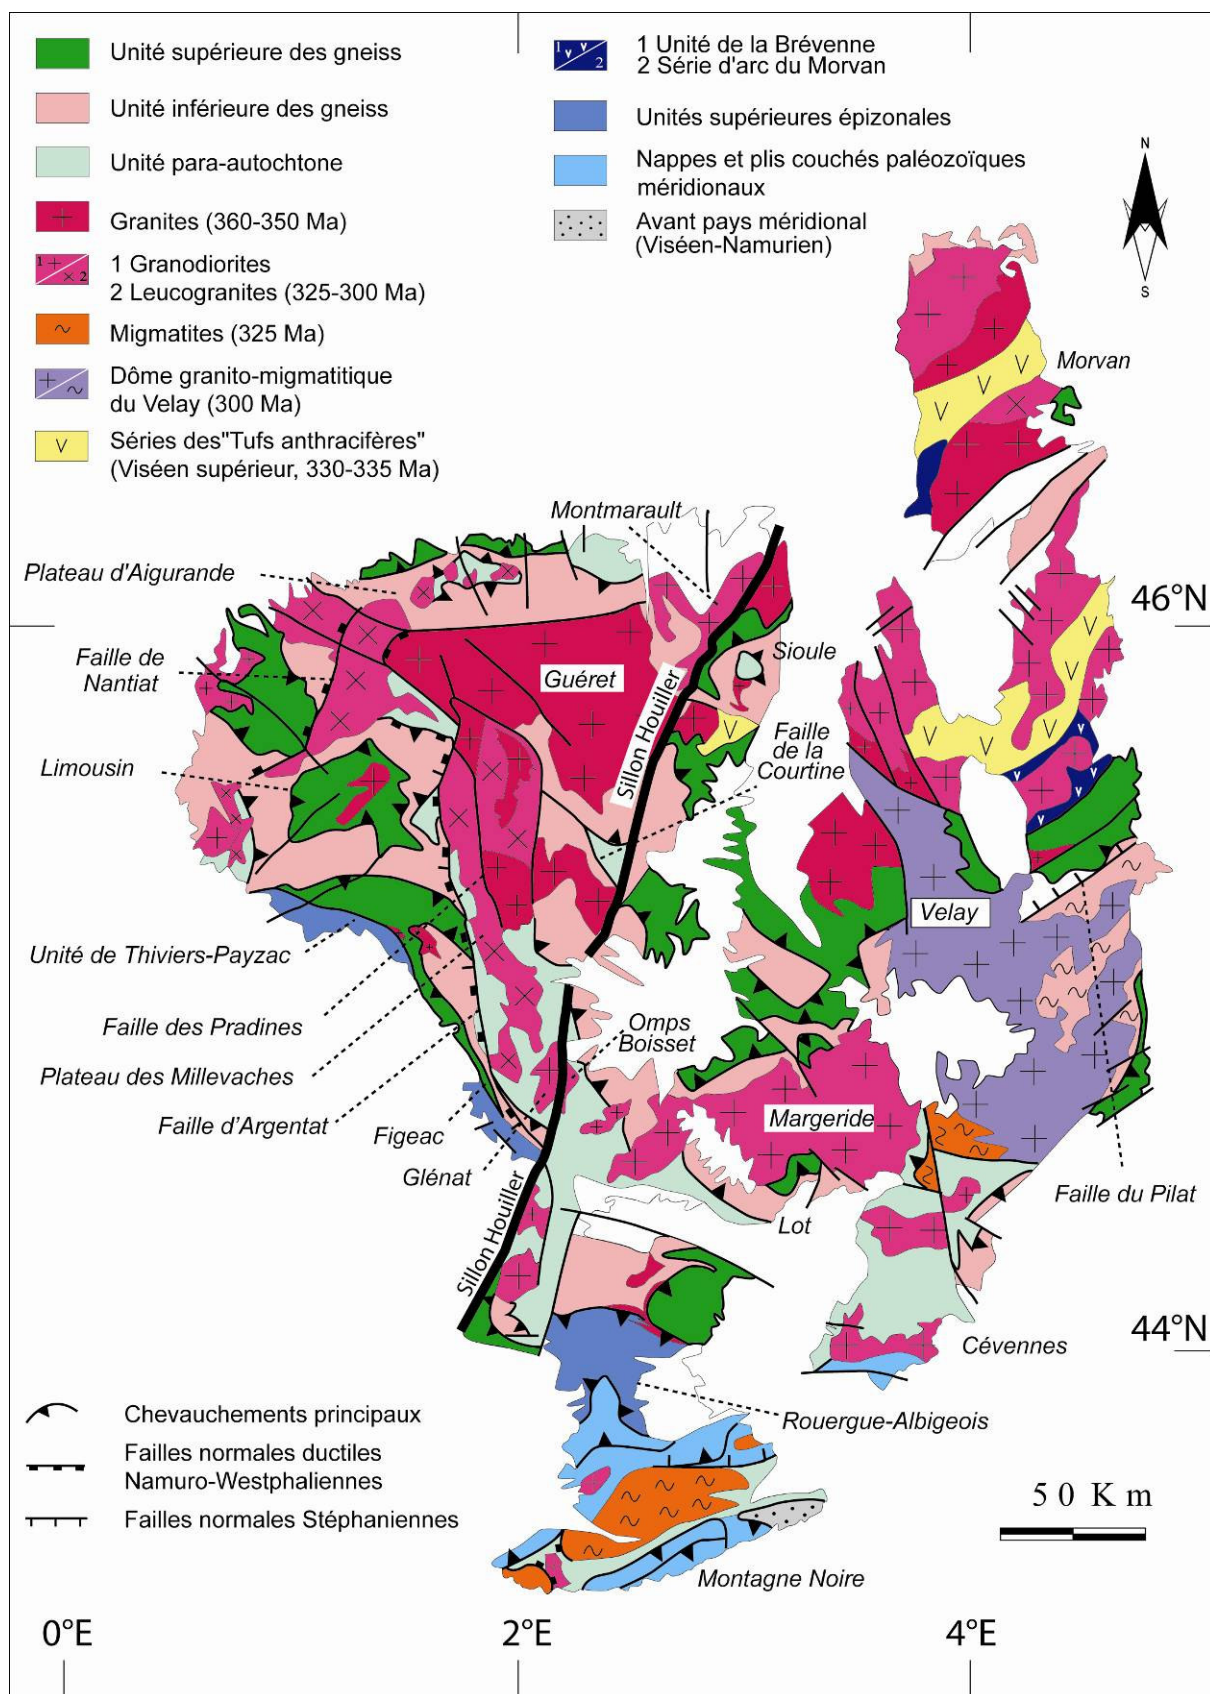 Unité supérieure des gneiss
Unité inférieure des gneiss
Unité para-autochtone
Granites (360-350 Ma)
1 2
1 Granodiorites
2 Leucogranites (325-300 Ma)
Migmatites (325 Ma)
Dôme granito-migmatitique
du Velay (300 Ma)
V
Séries des"Tufs anthracifères"
(Viséen supérieur, 330-335 Ma)
1 2
1 Unité de la Brévenne
2 Série d'arc du Morvan
Unités supérieures épizonales
Nappes et plis couchés paléozoïques
méridionaux
Avant pays méridional
(Viséen-Namurien)
N
S
Morvan
Montmarault
Plateau d'Aigurande
46°N
Faille de
Nantiat
Guéret
Sioule
Sillon Houiller
Limousin
Faille
de la
Courtine
Velay
Unité de Thiviers-Payzac
Faille des Pradines
Omps
Boisset
Plateau des Millevaches
Margeride
Faille d'Argentat
Figeac
Glénat
Faille du Pilat
Lot
Sillon Houiller
44°N
Cévennes
Rouergue-Albigeois
Chevauchements principaux
Failles normales ductiles
Namuro-Westphaliennes
Failles normales Stéphaniennes
50 Km
Montagne Noire
0°E
2°E
4°E